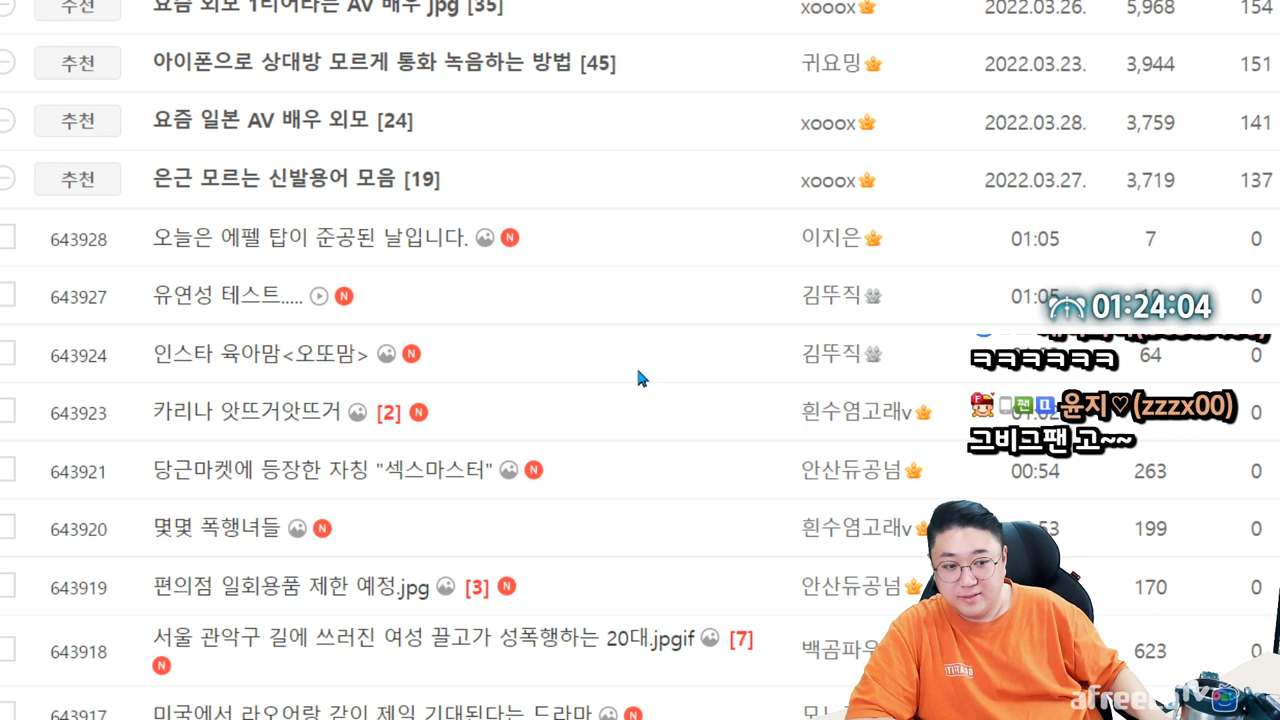 추천 요즘 외모 1티어라는 AV 배우 jpg [35] xooox 2022.03.26. 5,968 154
추천 아이폰으로 상대방 모르게 통화 녹음하는 방법 [45] 귀요밍 2022.03.23. 3,944 151
추천 요즘 일본 AV 배우 외모 [24] xooox 2022.03.28. 3,759 141
추천 은근 모르는 신발용어 모음 [19] xooox 2022.03.27. 3,719 137
643928 오늘은 에펠 탑이 준공된 날입니다. N 이지은 01:05 7 0
643927 유연성 테스트..... N 김뚜직 0
01:24:04
643924 인스타 육아맘<오또맘> N 김뚜직 64 0
ㅋㅋㅋㅋㅋㅋ
643923 카리나 앗뜨거앗뜨거 [2] N 흰수염고래v 0
F 팬 윤지♡(zzzx00)
그비그팬 고~~
643921 당근마켓에 등장한 자칭 "섹스마스터" N 안산듀공넘 00:54 263 0
643920 몇몇 폭행녀들 N 흰수염고래v 199 0
643919 편의점 일회용품 제한 예정.jpg [3] N 안산듀공넘 170 0
643918 서울 관악구 길에 쓰러진 여성 끌고가 성폭행하는 20대.jpgif [7] 623 0
N
643917 미국에서 라오어랑 같이 제일 기대된다는 드라마 N
afreecaTV